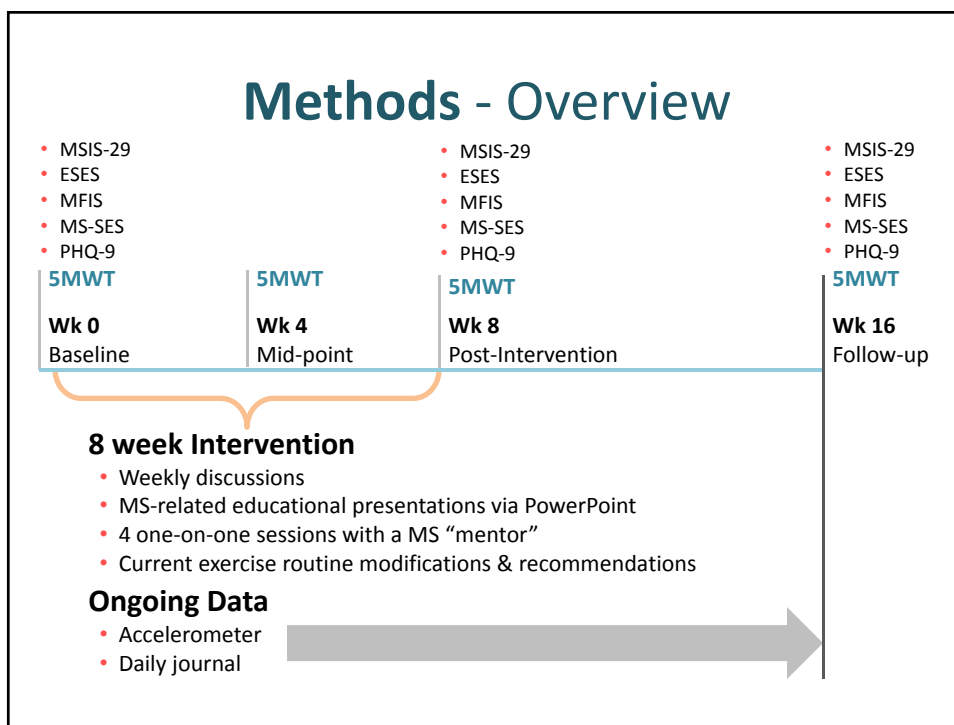 Methods - Overview
• MSIS-29
• ESES
• MFIS
• MS-SES
• PHQ-9
5MWT
Wk 0
Baseline
5MWT
Wk 4
Mid-point
• MSIS-29
• ESES
• MFIS
• MS-SES
• PHQ-9
5MWT
Wk 8
Post-Intervention
• MSIS-29
• ESES
• MFIS
• MS-SES
• PHQ-9
5MWT
Wk 16
Follow-up
8 week Intervention
• Weekly discussions
• MS-related educational presentations via PowerPoint
• 4 one-on-one sessions with a MS “mentor”
• Current exercise routine modifications & recommendations
Ongoing Data
• Accelerometer
• Daily journal